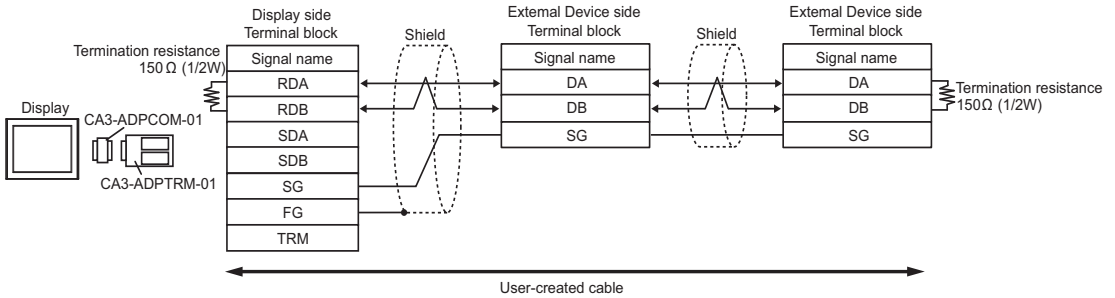 Display side
Terminal block
External Device side
Terminal block
External Device side
Terminal block
Shield
Shield
Termination resistance
150Ω (1/2W)
Signal name
RDA
RDB
SDA
SDB
SG
FG
TRM
Signal name
DA
DB
SG
Signal name
DA
DB
SG
Termination resistance
150Ω (1/2W)
Display
CA3-ADPCOM-01
CA3-ADPTRM-01
User-created cable